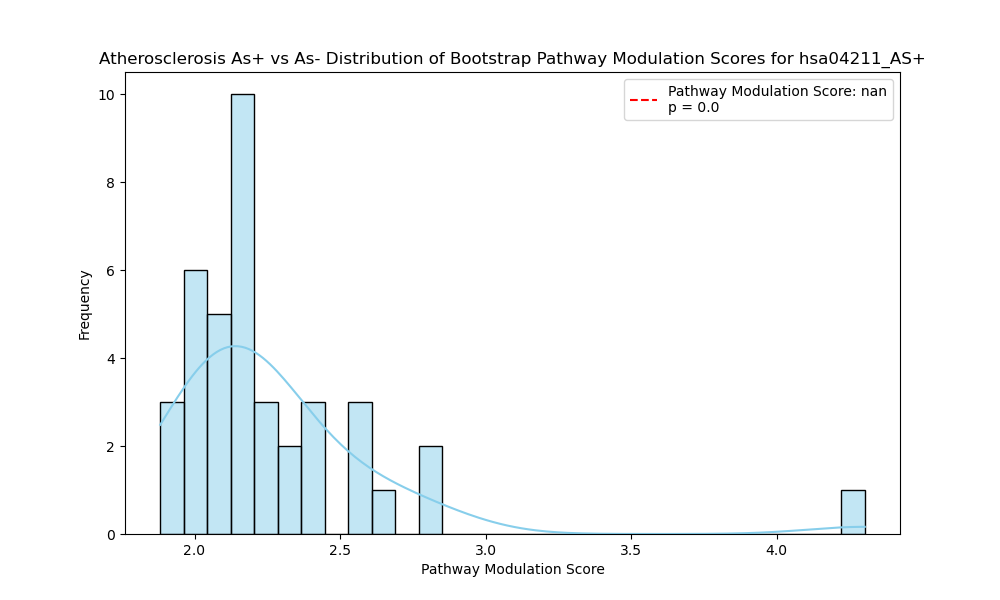 Atherosclerosis As+ vs As- Distribution of Bootstrap Pathway Modulation Scores for hsa04211_AS+
Pathway Modulation Score: nan
p = 0.0
10
8
6
4
2
0
Frequency
2.0 2.5 3.0 3.5 4.0
Pathway Modulation Score